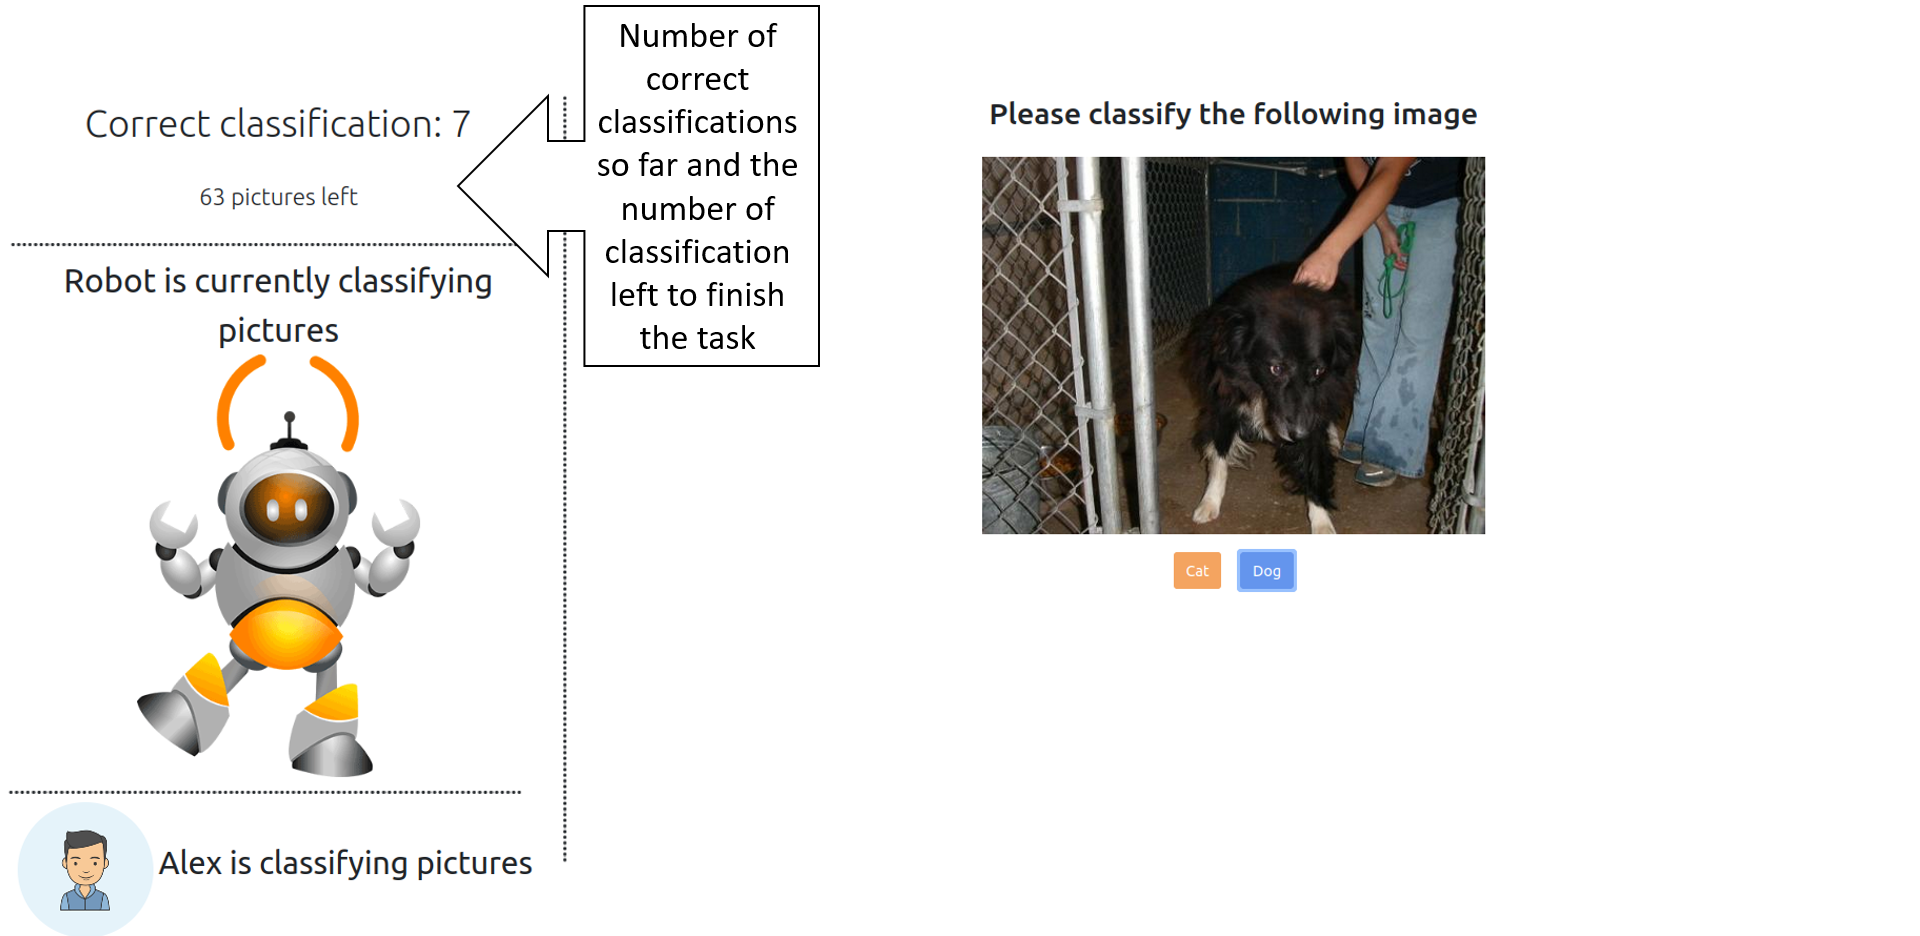 Correct classification: 7
63 pictures left
Number of
correct
classifications
so far and the
number of
classification
left to finish
the task
Robot is currently classifying
pictures
Alex is classifying pictures
Please classify the following image
Cat
Dog